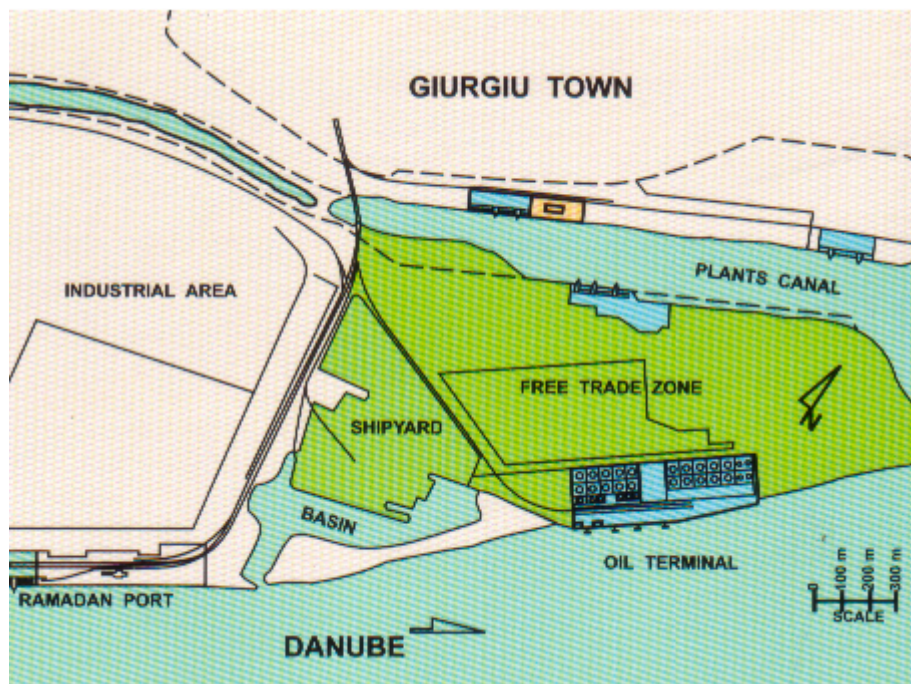 GIURGIU TOWN
PLANTS CANAL
INDUSTRIAL AREA
FREE TRADE ZONE
SHIPYARD
N
BASIN
OIL TERMINAL
0
100 m
200 m
300 m
SCALE
RAMADAN PORT
DANUBE